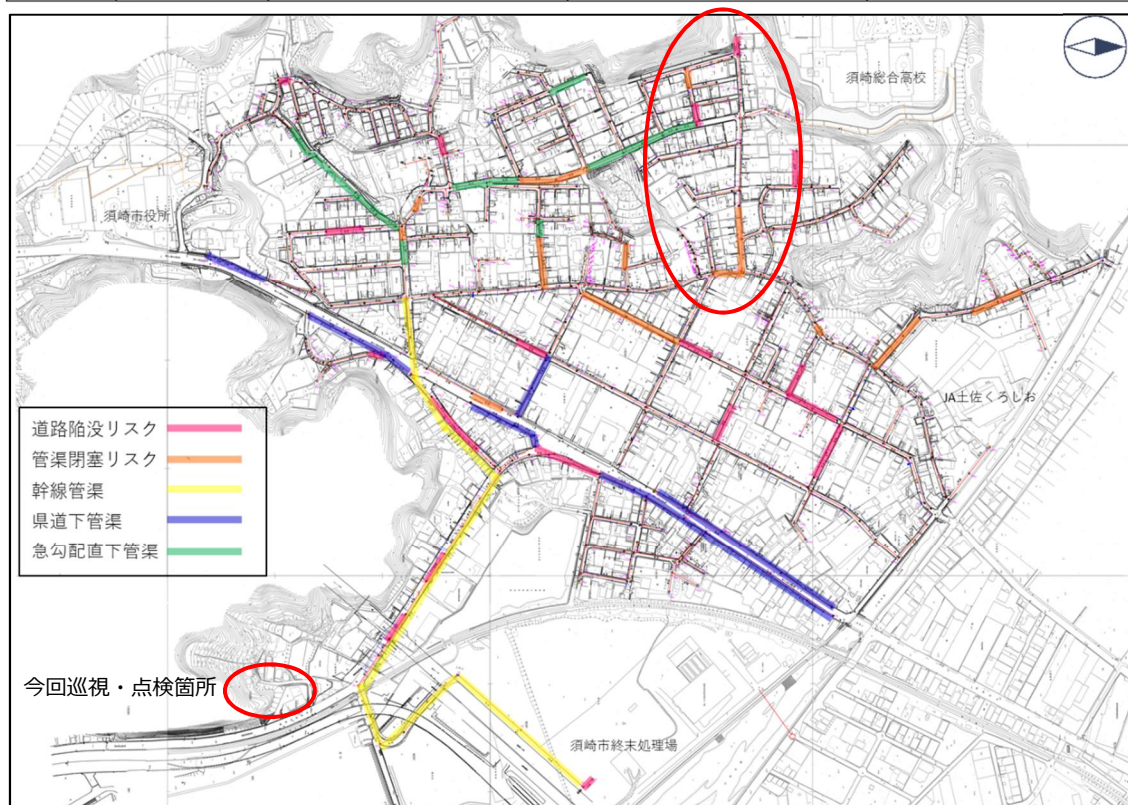 須崎総合高校
須崎市役所
JA土佐くろしお
道路陥没リスク
管渠閉塞リスク
幹線管渠
県道下管渠
急勾配直下管渠
今回巡視・点検箇所
須崎市終末処理場